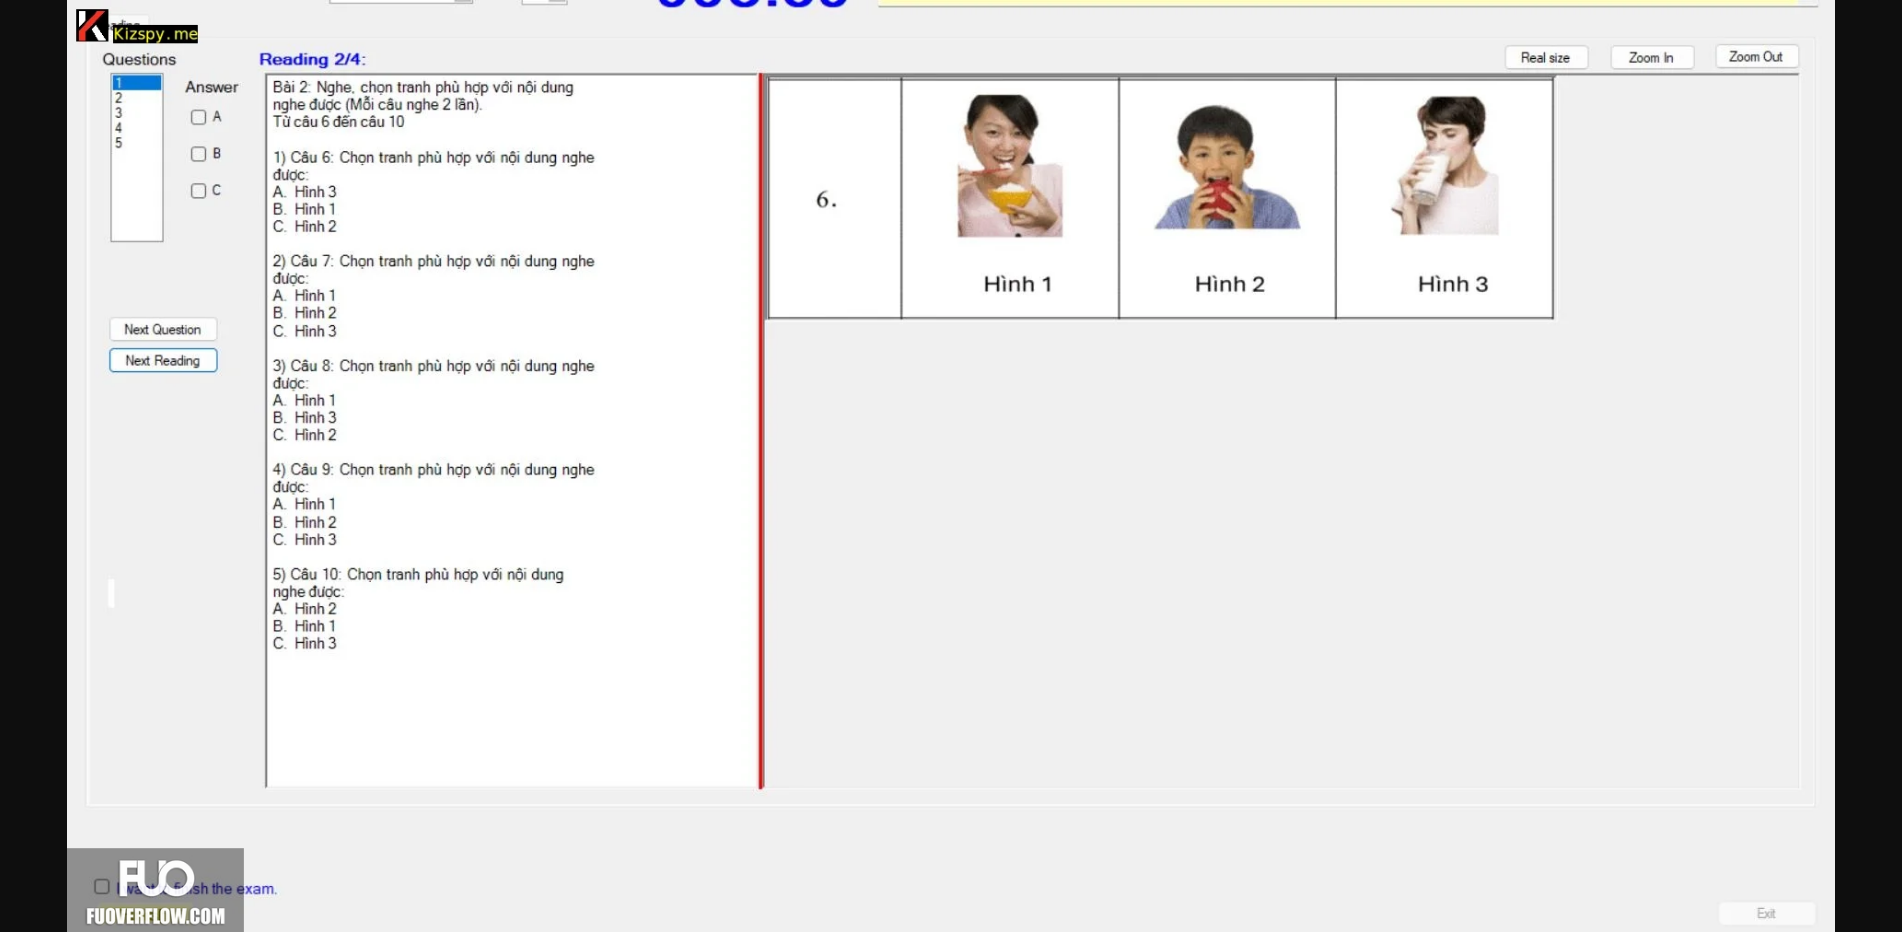 Kizspy.me
Questions
Reading 2/4:
Real size
Zoom In
Zoom Out
1
2
3
4
5
Answer
A
B
C
Next Question
Next Reading
Bài 2: Nghe, chọn tranh phù hợp với nội dung
nghe được (Mỗi câu nghe 2 lần).
Từ câu 6 đến câu 10
1) Câu 6: Chọn tranh phù hợp với nội dung nghe
được:
A. Hình 3
B. Hình 1
C. Hình 2
2) Câu 7: Chọn tranh phù hợp với nội dung nghe
được:
A. Hình 1
B. Hình 2
C. Hình 3
3) Câu 8: Chọn tranh phù hợp với nội dung nghe
được:
A. Hình 1
B. Hình 3
C. Hình 2
4) Câu 9: Chọn tranh phù hợp với nội dung nghe
được:
A. Hình 1
B. Hình 2
C. Hình 3
5) Câu 10: Chọn tranh phù hợp với nội dung
nghe được:
A. Hình 2
B. Hình 1
C. Hình 3
6.
Hình 1
Hình 2
Hình 3
FUO
I want finish the exam.
FUOVERFLOW.COM
Exit